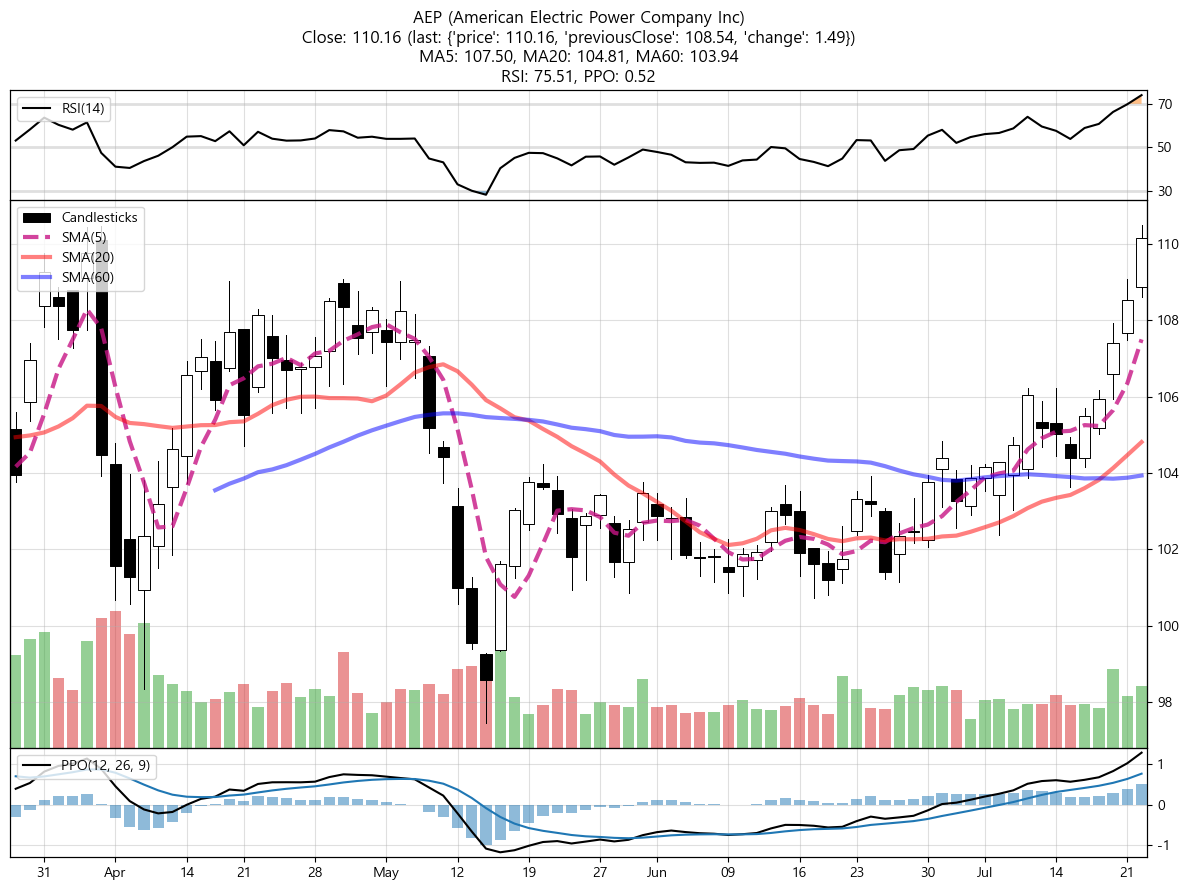 AEP (American Electric Power Company Inc)
Close: 110.16 (last: {'price': 110.16, 'previousClose': 108.54, 'change': 1.49})
MA5: 107.50, MA20: 104.81, MA60: 103.94
RSI: 75.51, PPO: 0.52
RSI(14)
70
50
30
Candlesticks
SMA(5)
SMA(20)
SMA(60)
110
108
106
104
102
100
98
PPO(12, 26, 9)
1
0
-1
31 Apr 14 21 28 May 12 19 27 Jun 09 16 23 30 Jul 14 21